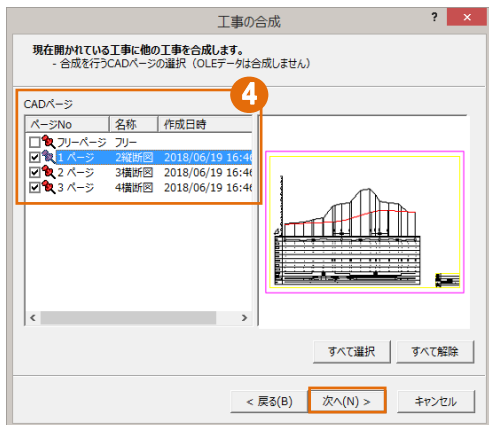 工事の合成
? ×
現在開かれている工事に他の工事を合成します。
- 合成を行うCADページの選択（OLEデータは合成しません）
4
CADページ
ページNo 名称 作成日時
フリーページ フリー
1 ページ 2縦断図 2018/06/19 16:46
2 ページ 3横断図 2018/06/19 16:46
3 ページ 4横断図 2018/06/19 16:46
< >
すべて選択 すべて解除
< 戻る(B) 次へ(N) > キャンセル